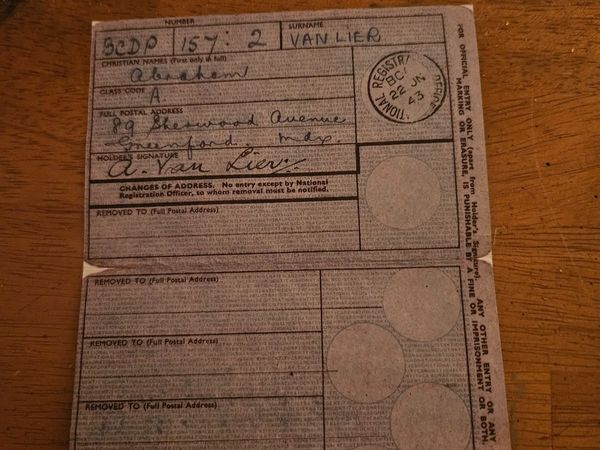 NUMBER SURNAME
BCDP 157: 2 VAN LIER
CHRISTIAN NAMES (First only in full)
Abraham
CLASS CODE A
FULL POSTAL ADDRESS
89 Sherwood Avenue
Greenford. Mdx.
HOLDER'S SIGNATURE
A. Van Lier.
CHANGES OF ADDRESS. No entry except by National
Registration Officer, to whom removal must be notified.
REMOVED TO (Full Postal Address)
REMOVED TO (Full Postal Address)
REMOVED TO (Full Postal Address)
REMOVED TO (Full Postal Address)
22 JN
43
FOR OFFICIAL ENTRY ONLY (apart from Holder's Signature). ANY OTHER ENTRY OR ANY
MARKING OR ERASURE, IS PUNISHABLE BY A FINE OR IMPRISONMENT OR BOTH.